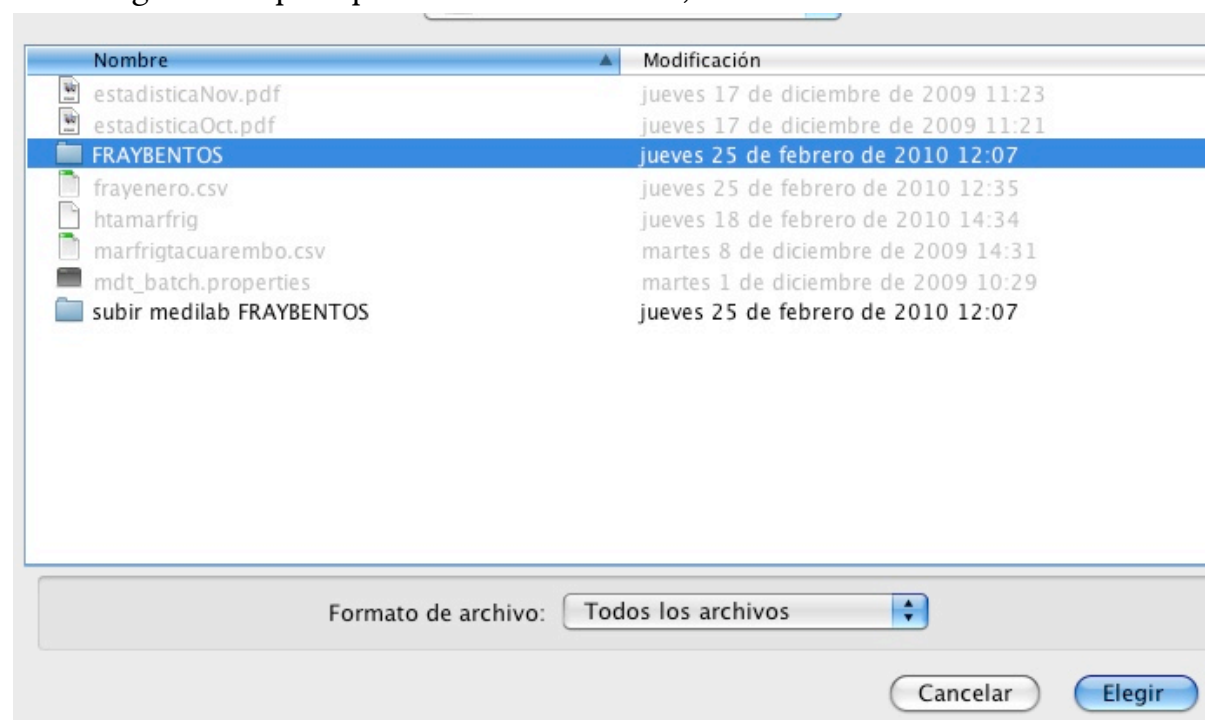 Nombre Modificación
estadisticaNov.pdf jueves 17 de diciembre de 2009 11:23
estadisticaOct.pdf jueves 17 de diciembre de 2009 11:21
FRAYBENTOS jueves 25 de febrero de 2010 12:07
frayenero.csv jueves 25 de febrero de 2010 12:35
htamarfrig jueves 18 de febrero de 2010 14:34
marfrigtacuarembo.csv martes 8 de diciembre de 2009 14:31
mdt_batch.properties martes 1 de diciembre de 2009 10:29
subir medilab FRAYBENTOS jueves 25 de febrero de 2010 12:07
Formato de archivo: Todos los archivos
Cancelar Elegir